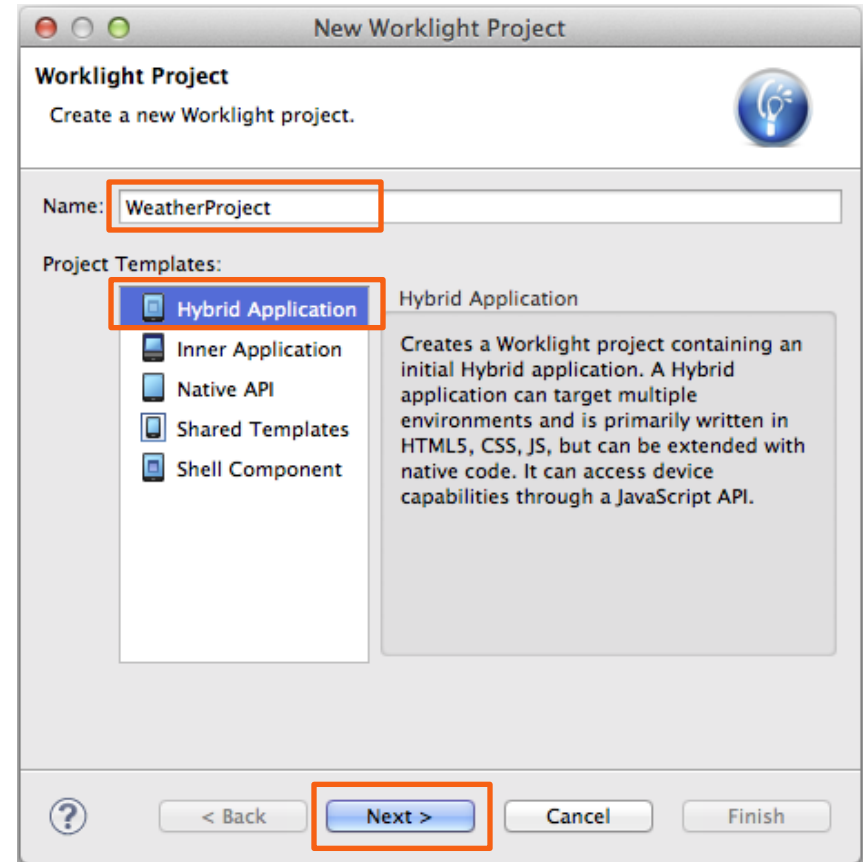 New Worklight Project
Worklight Project
Create a new Worklight project.
Name: WeatherProject
Project Templates:
Hybrid Application
Inner Application
Native API
Shared Templates
Shell Component
Hybrid Application
Creates a Worklight project containing an
initial Hybrid application. A Hybrid
application can target multiple
environments and is primarily written in
HTML5, CSS, JS, but can be extended with
native code. It can access device
capabilities through a JavaScript API.
? < Back Next > Cancel Finish